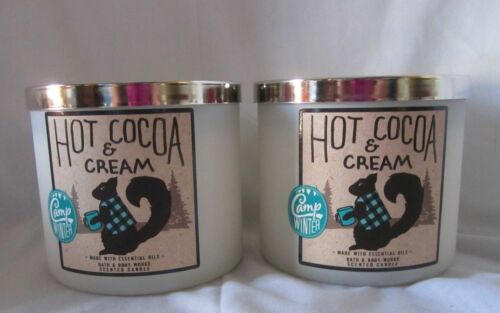 HOT COCOA
&
CREAM
Camp
WINTER
• MADE WITH ESSENTIAL OILS •
BATH & BODY WORKS
SCENTED CANDLE
HOT COCOA
&
CREAM
Camp
WINTER
• MADE WITH ESSENTIAL OILS •
BATH & BODY WORKS
SCENTED CANDLE